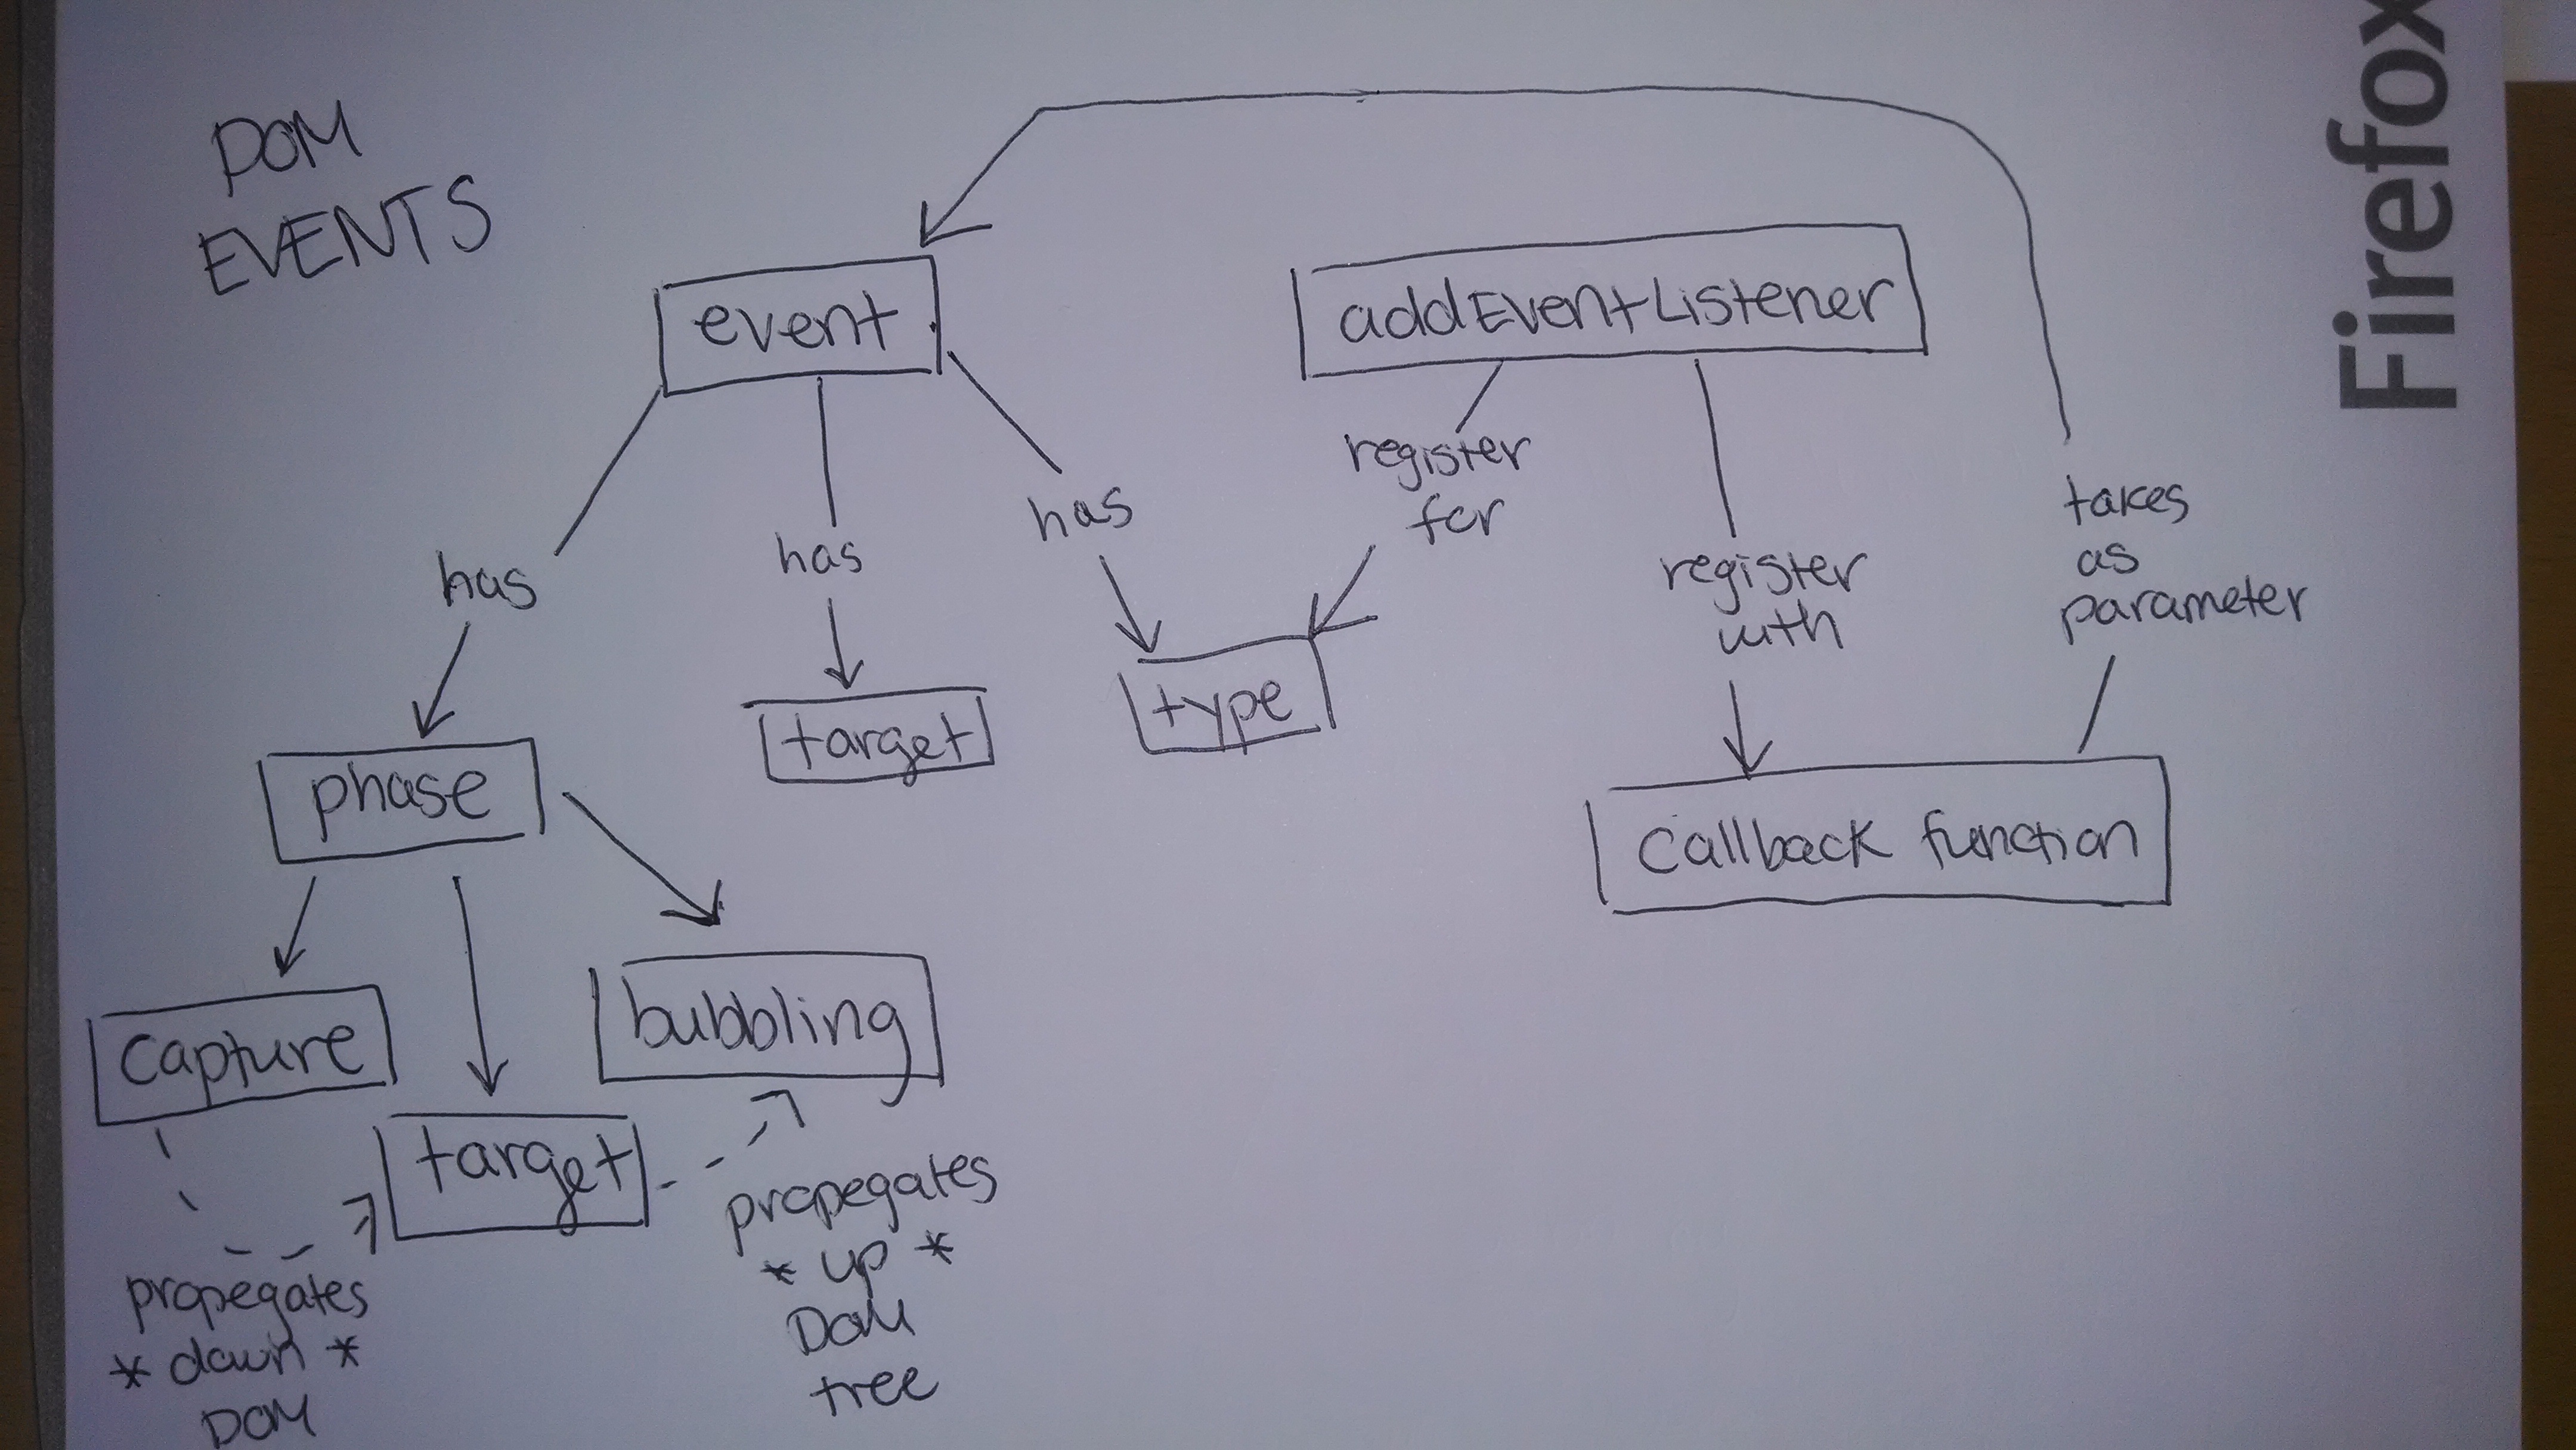 DOM
EVENTS
Firefox
event
addEventListener
has
has
has
register
for
register
with
takes
as
parameter
phase
target
type
callback function
capture
target
bubbling
propegates
* down *
DOM
propegates
* up *
DOM
tree